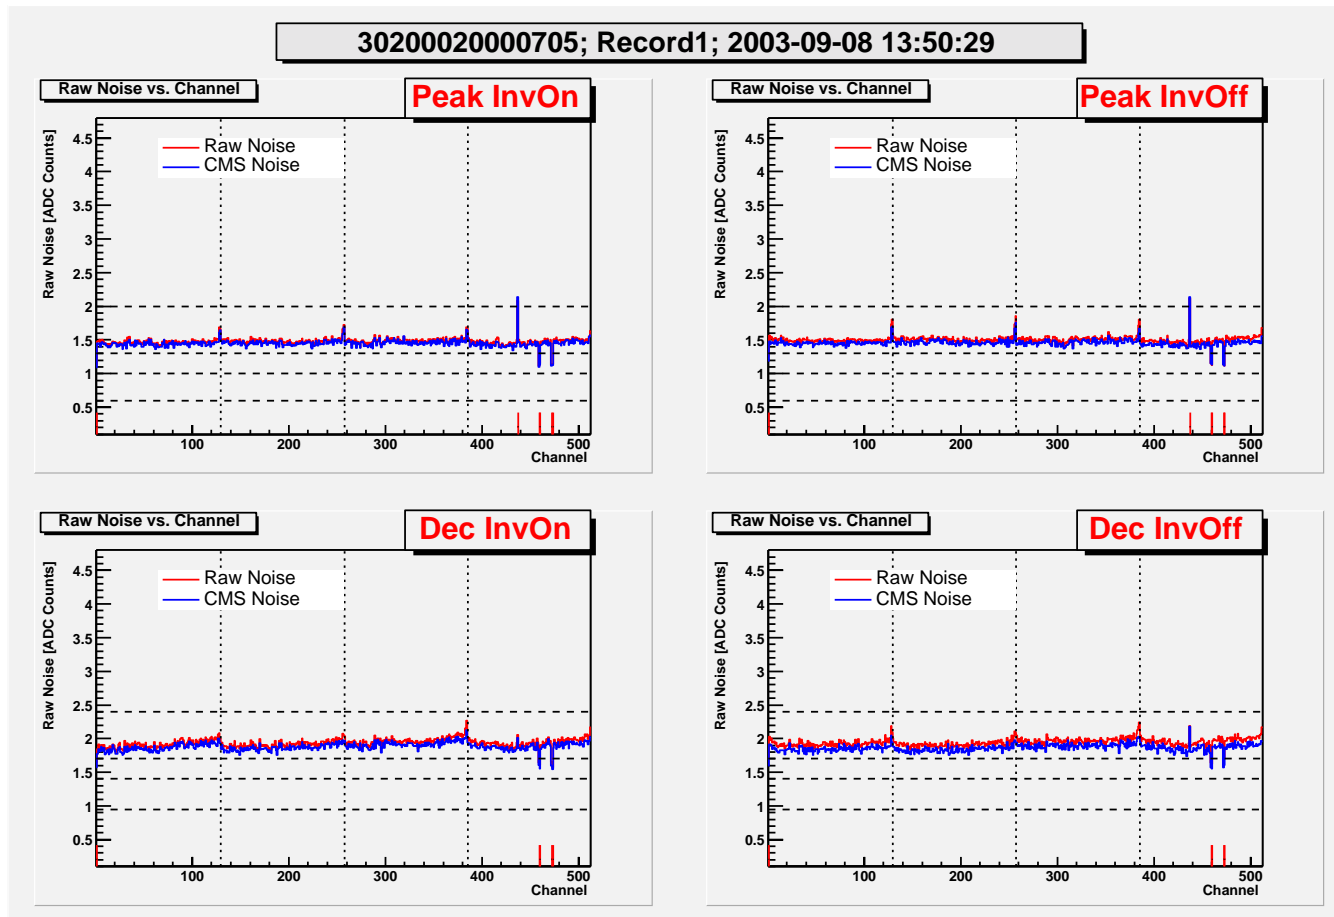 30200020000705; Record1; 2003-09-08 13:50:29
Raw Noise vs. Channel
Peak InvOn
Raw Noise [ADC Counts]
4.5
4
3.5
3
2.5
2
1.5
1
0.5
Raw Noise
CMS Noise
100 200 300 400 500
Channel
Raw Noise vs. Channel
Peak InvOff
Raw Noise [ADC Counts]
4.5
4
3.5
3
2.5
2
1.5
1
0.5
Raw Noise
CMS Noise
100 200 300 400 500
Channel
Raw Noise vs. Channel
Dec InvOn
Raw Noise [ADC Counts]
4.5
4
3.5
3
2.5
2
1.5
1
0.5
Raw Noise
CMS Noise
100 200 300 400 500
Channel
Raw Noise vs. Channel
Dec InvOff
Raw Noise [ADC Counts]
4.5
4
3.5
3
2.5
2
1.5
1
0.5
Raw Noise
CMS Noise
100 200 300 400 500
Channel